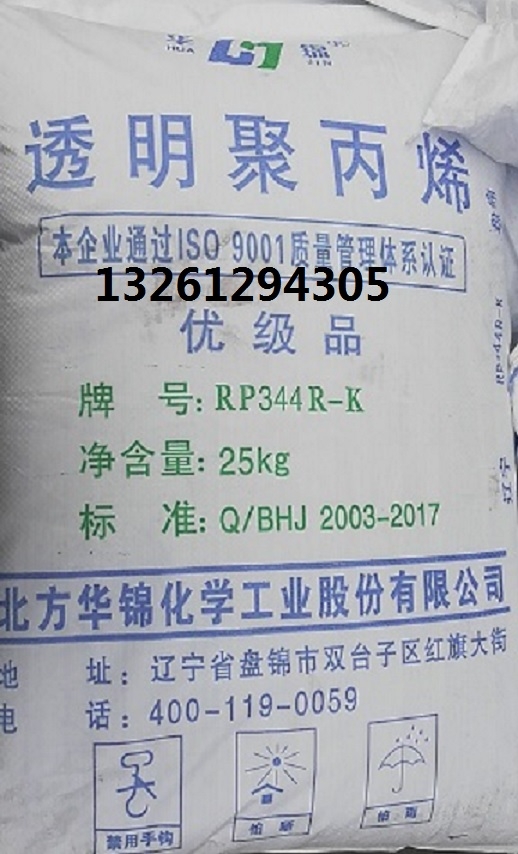 华 锦
HUA JIN
透明聚丙烯
本企业通过ISO 9001质量管理体系认证
13261294305
优级品
牌 号: RP344R-K
净含量: 25kg
标 准: Q/BHJ 2003-2017
北方华锦化学工业股份有限公司
地 址: 辽宁省盘锦市双台子区红旗大街
电 话: 400-119-0059
禁用手钩 怕晒 怕雨